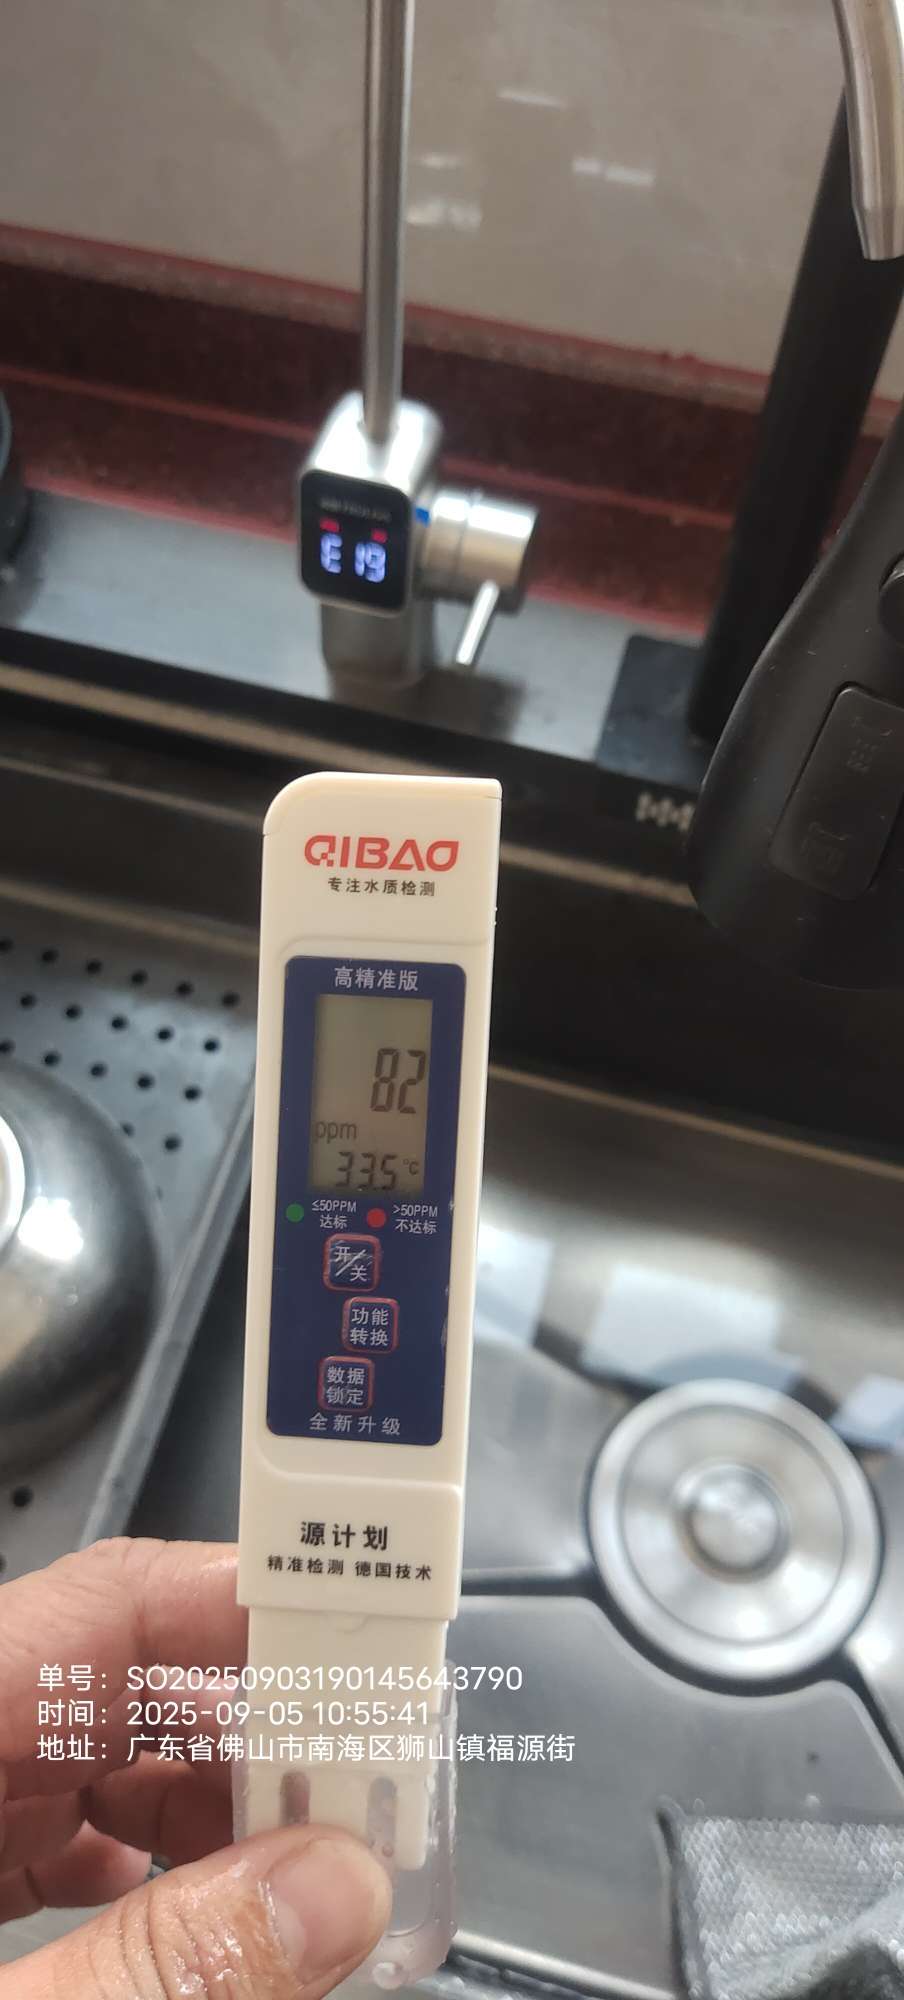 E 19
QIBAO
专注水质检测
高精准版
82
ppm
33.5 °C
≤50PPM
达标
>50PPM
不达标
开/关
功能
转换
数据
锁定
全新升级
源计划
精准检测 德国技术
单号：SO20250903190145643790
时间：2025-09-05 10:55:41
地址：广东省佛山市南海区狮山镇福源街